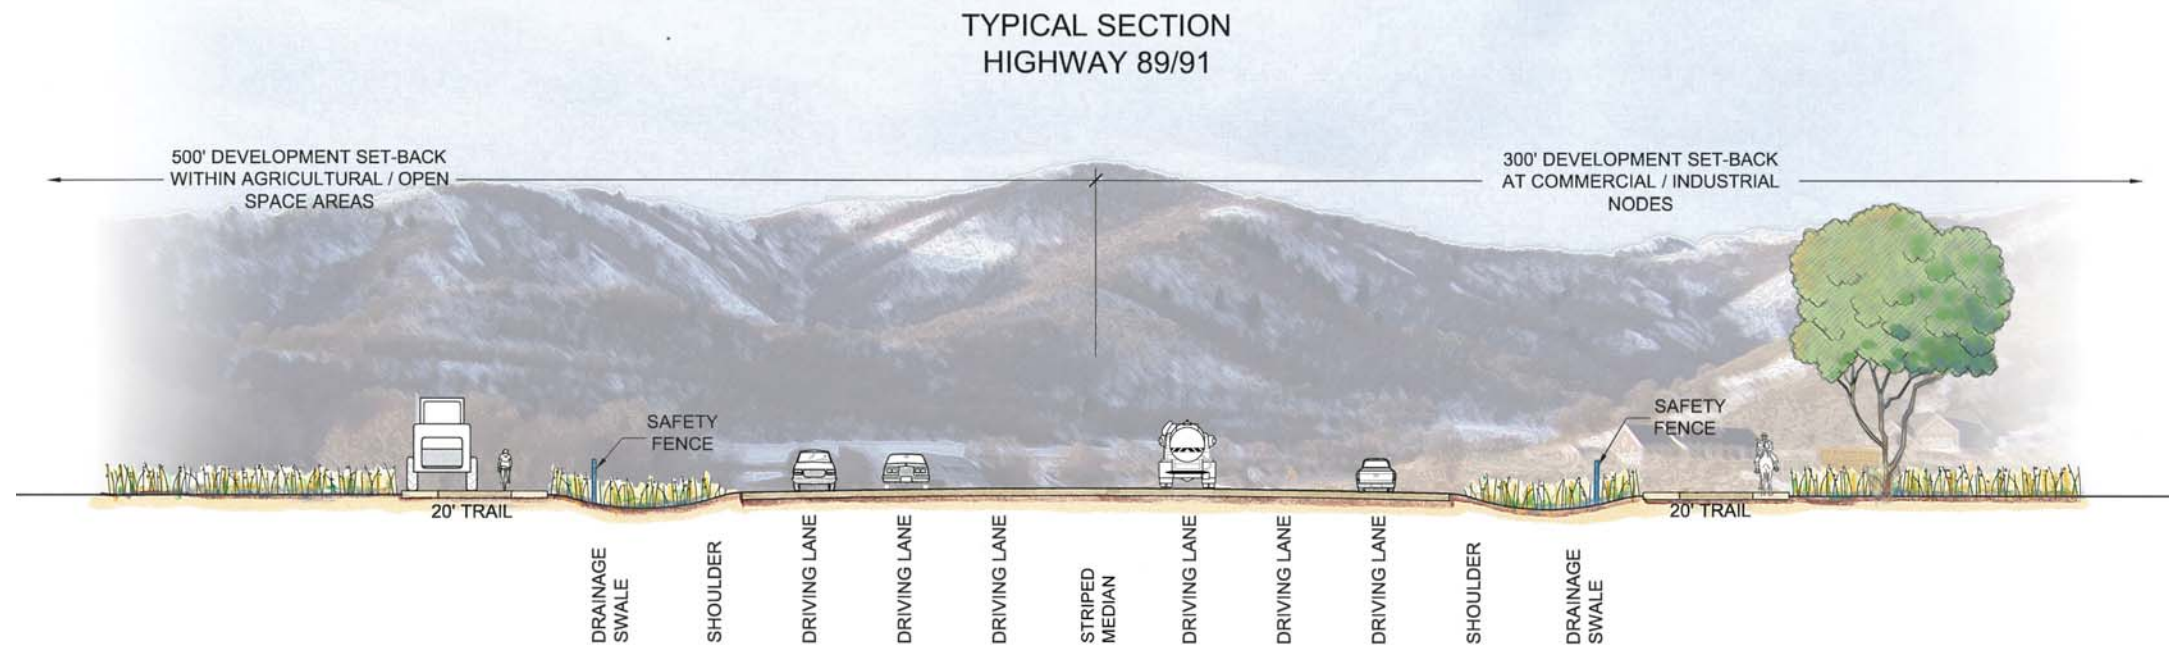 TYPICAL SECTION
HIGHWAY 89/91
500' DEVELOPMENT SET-BACK
WITHIN AGRICULTURAL / OPEN
SPACE AREAS
300' DEVELOPMENT SET-BACK
AT COMMERCIAL / INDUSTRIAL
NODES
SAFETY
FENCE
SAFETY
FENCE
20' TRAIL
20' TRAIL
DRAINAGE
SWALE
SHOULDER
DRIVING LANE
DRIVING LANE
DRIVING LANE
STRIPED
MEDIAN
DRIVING LANE
DRIVING LANE
DRIVING LANE
SHOULDER
DRAINAGE
SWALE